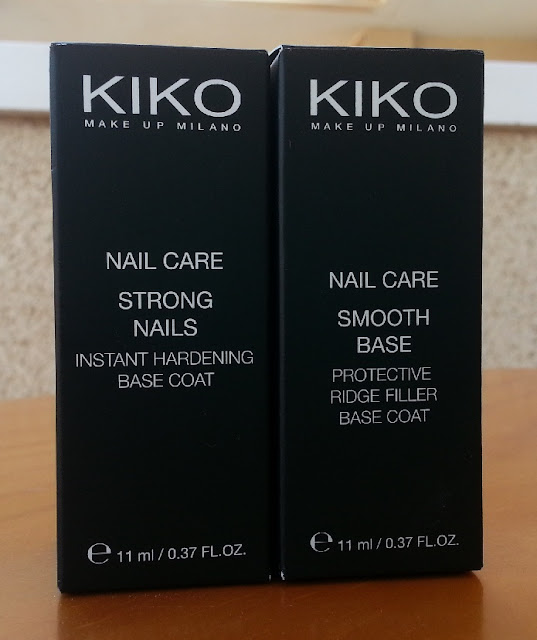 KIKO
MAKE UP MILANO
NAIL CARE
STRONG
NAILS
INSTANT HARDENING
BASE COAT
℮ 11 ml / 0.37 FL.OZ.
KIKO
MAKE UP MILANO
NAIL CARE
SMOOTH
BASE
PROTECTIVE
RIDGE FILLER
BASE COAT
℮ 11 ml / 0.37 FL.OZ.